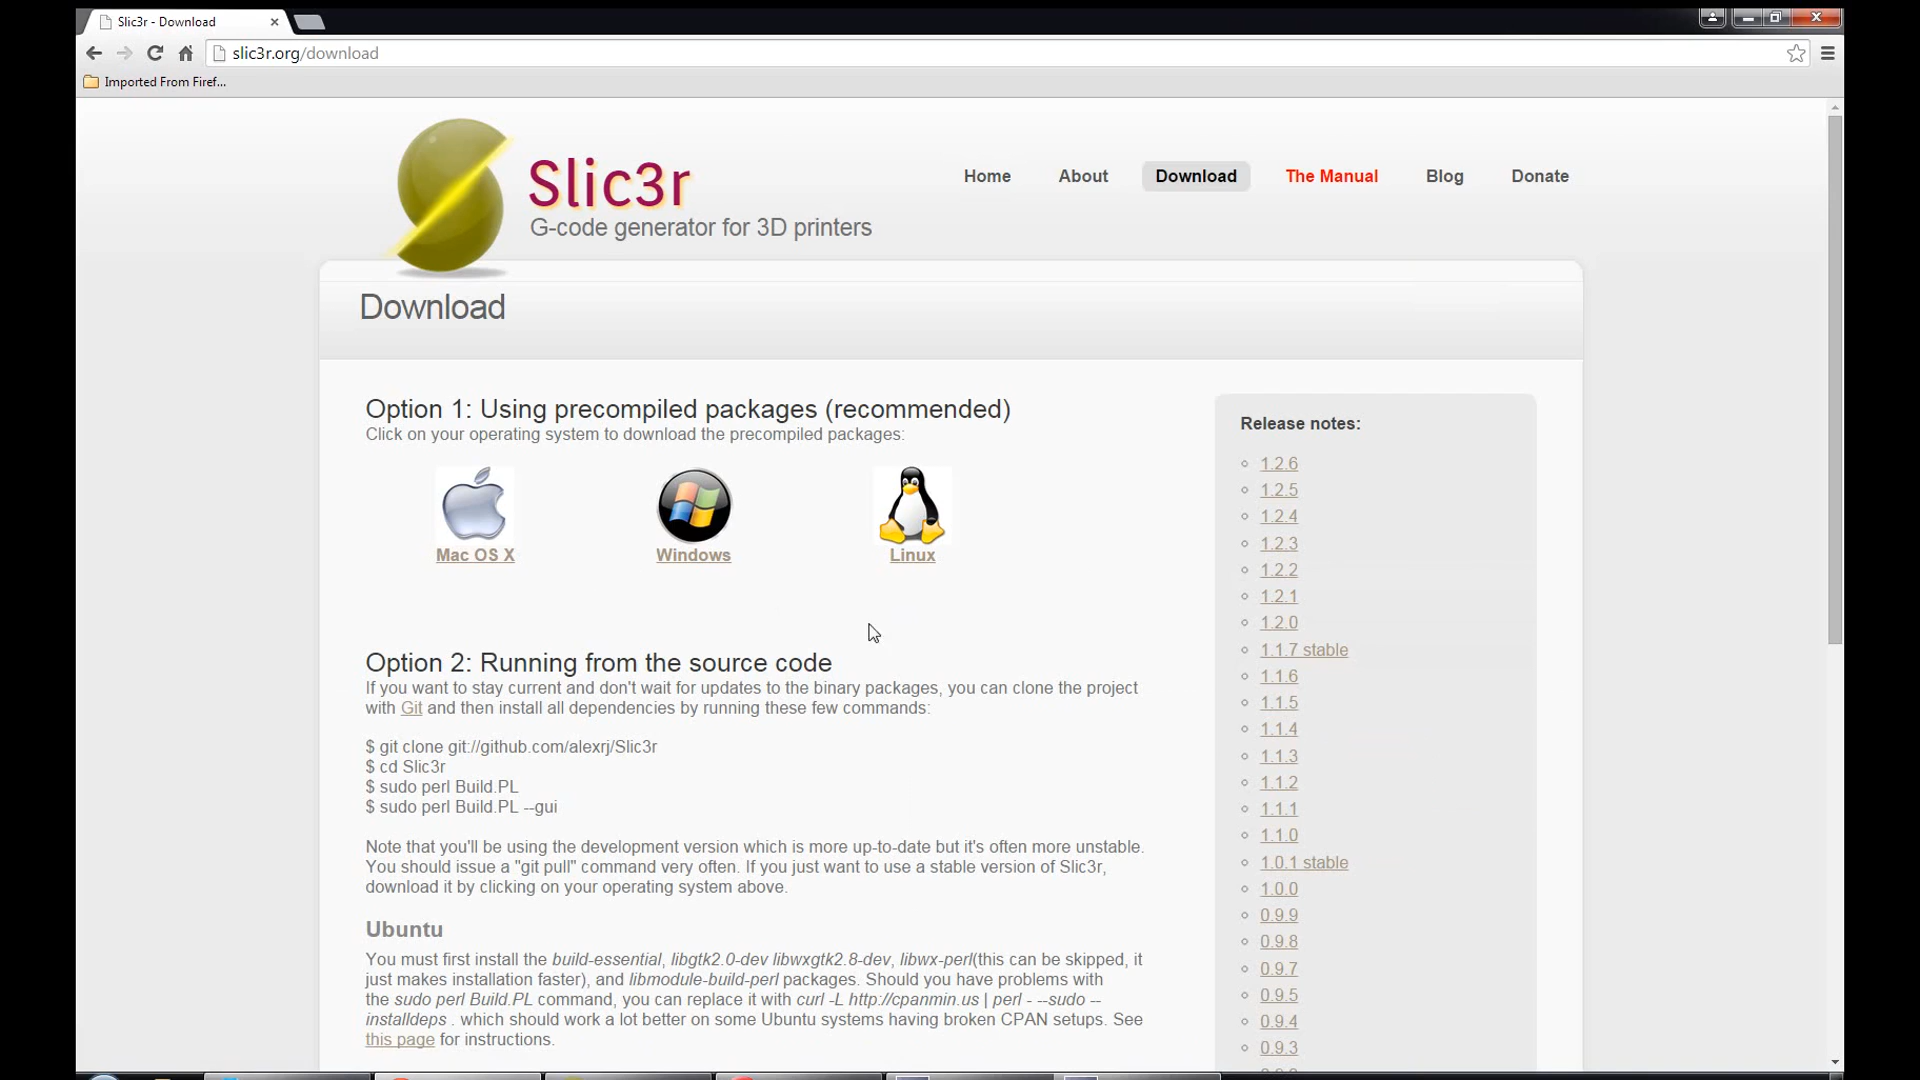 Slic3r - Download
slic3r.org/download
Imported From Firef...
Slic3r
G-code generator for 3D printers
Home About Download The Manual Blog Donate
Download
Option 1: Using precompiled packages (recommended)
Click on your operating system to download the precompiled packages:
Mac OS X Windows Linux
Option 2: Running from the source code
If you want to stay current and don't wait for updates to the binary packages, you can clone the project
with Git and then install all dependencies by running these few commands:
$ git clone git://github.com/alexrj/Slic3r
$ cd Slic3r
$ sudo perl Build.PL
$ sudo perl Build.PL --gui
Note that you'll be using the development version which is more up-to-date but it's often more unstable.
You should issue a "git pull" command very often. If you just want to use a stable version of Slic3r,
download it by clicking on your operating system above.
Ubuntu
You must first install the build-essential, libgtk2.0-dev libwxgtk2.8-dev, libwx-perl(this can be skipped, it
just makes installation faster), and libmodule-build-perl packages. Should you have problems with
the sudo perl Build.PL command, you can replace it with curl -L http://cpanmin.us | perl - --sudo --
installdeps . which should work a lot better on some Ubuntu systems having broken CPAN setups. See
this page for instructions.
Release notes:
1.2.6
1.2.5
1.2.4
1.2.3
1.2.2
1.2.1
1.2.0
1.1.7 stable
1.1.6
1.1.5
1.1.4
1.1.3
1.1.2
1.1.1
1.1.0
1.0.1 stable
1.0.0
0.9.9
0.9.8
0.9.7
0.9.5
0.9.4
0.9.3